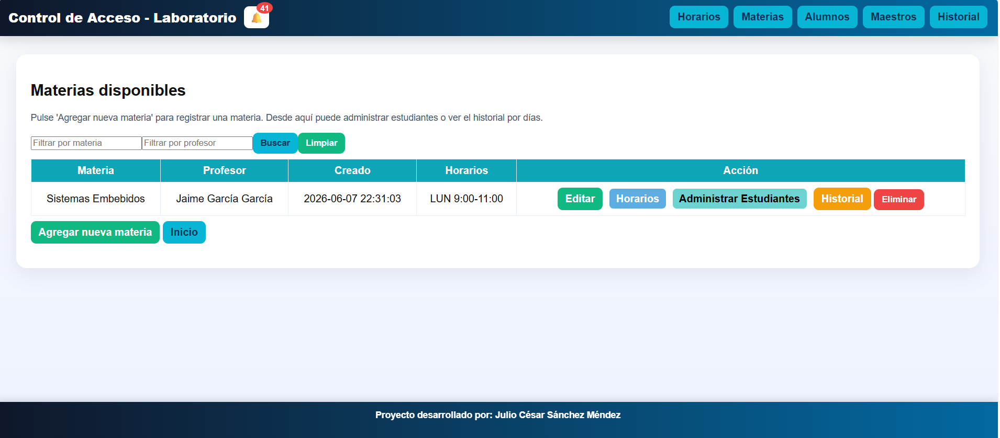 Control de Acceso - Laboratorio 41 Horarios Materias Alumnos Maestros Historial
Materias disponibles
Pulse 'Agregar nueva materia' para registrar una materia. Desde aquí puede administrar estudiantes o ver el historial por días.
Filtrar por materia Filtrar por profesor Buscar Limpiar
Materia Profesor Creado Horarios Acción
Sistemas Embebidos Jaime García García 2026-06-07 22:31:03 LUN 9:00-11:00 Editar Horarios Administrar Estudiantes Historial Eliminar
Agregar nueva materia Inicio
Proyecto desarrollado por: Julio César Sánchez Méndez